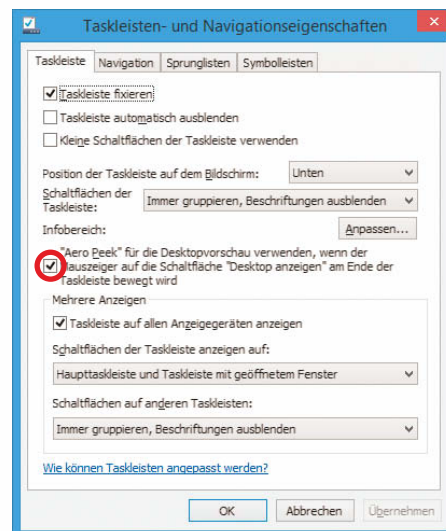 Taskleisten- und Navigationseigenschaften
Taskleiste Navigation Sprunglisten Symbolleisten
Taskleiste fixieren
Taskleiste automatisch ausblenden
Kleine Schaltflächen der Taskleiste verwenden
Position der Taskleiste auf dem Bildschirm: Unten
Schaltflächen der
Taskleiste: Immer gruppieren, Beschriftungen ausblenden
Infobereich: Anpassen...
"Aero Peek" für die Desktopvorschau verwenden, wenn der
Mauszeiger auf die Schaltfläche "Desktop anzeigen" am Ende der
Taskleiste bewegt wird
Mehrere Anzeigen
Taskleiste auf allen Anzeigegeräten anzeigen
Schaltflächen der Taskleiste anzeigen auf:
Haupttaskleiste und Taskleiste mit geöffnetem Fenster
Schaltflächen auf anderen Taskleisten:
Immer gruppieren, Beschriftungen ausblenden
Wie können Taskleisten angepasst werden?
OK Abbrechen Übernehmen